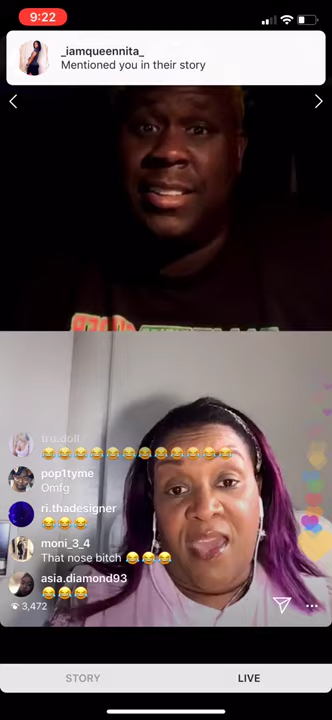 9:22
_iamqueennita_
Mentioned you in their story
tru.doll
😂😂😂😂😂😂😂😂😂😂😂😂
pop1tyme
Omfg
ri.thadesigner
😂😂😂
moni_3_4
That nose bitch 😂😂😂
asia.diamond93
😂😂😂
3,472
STORY LIVE